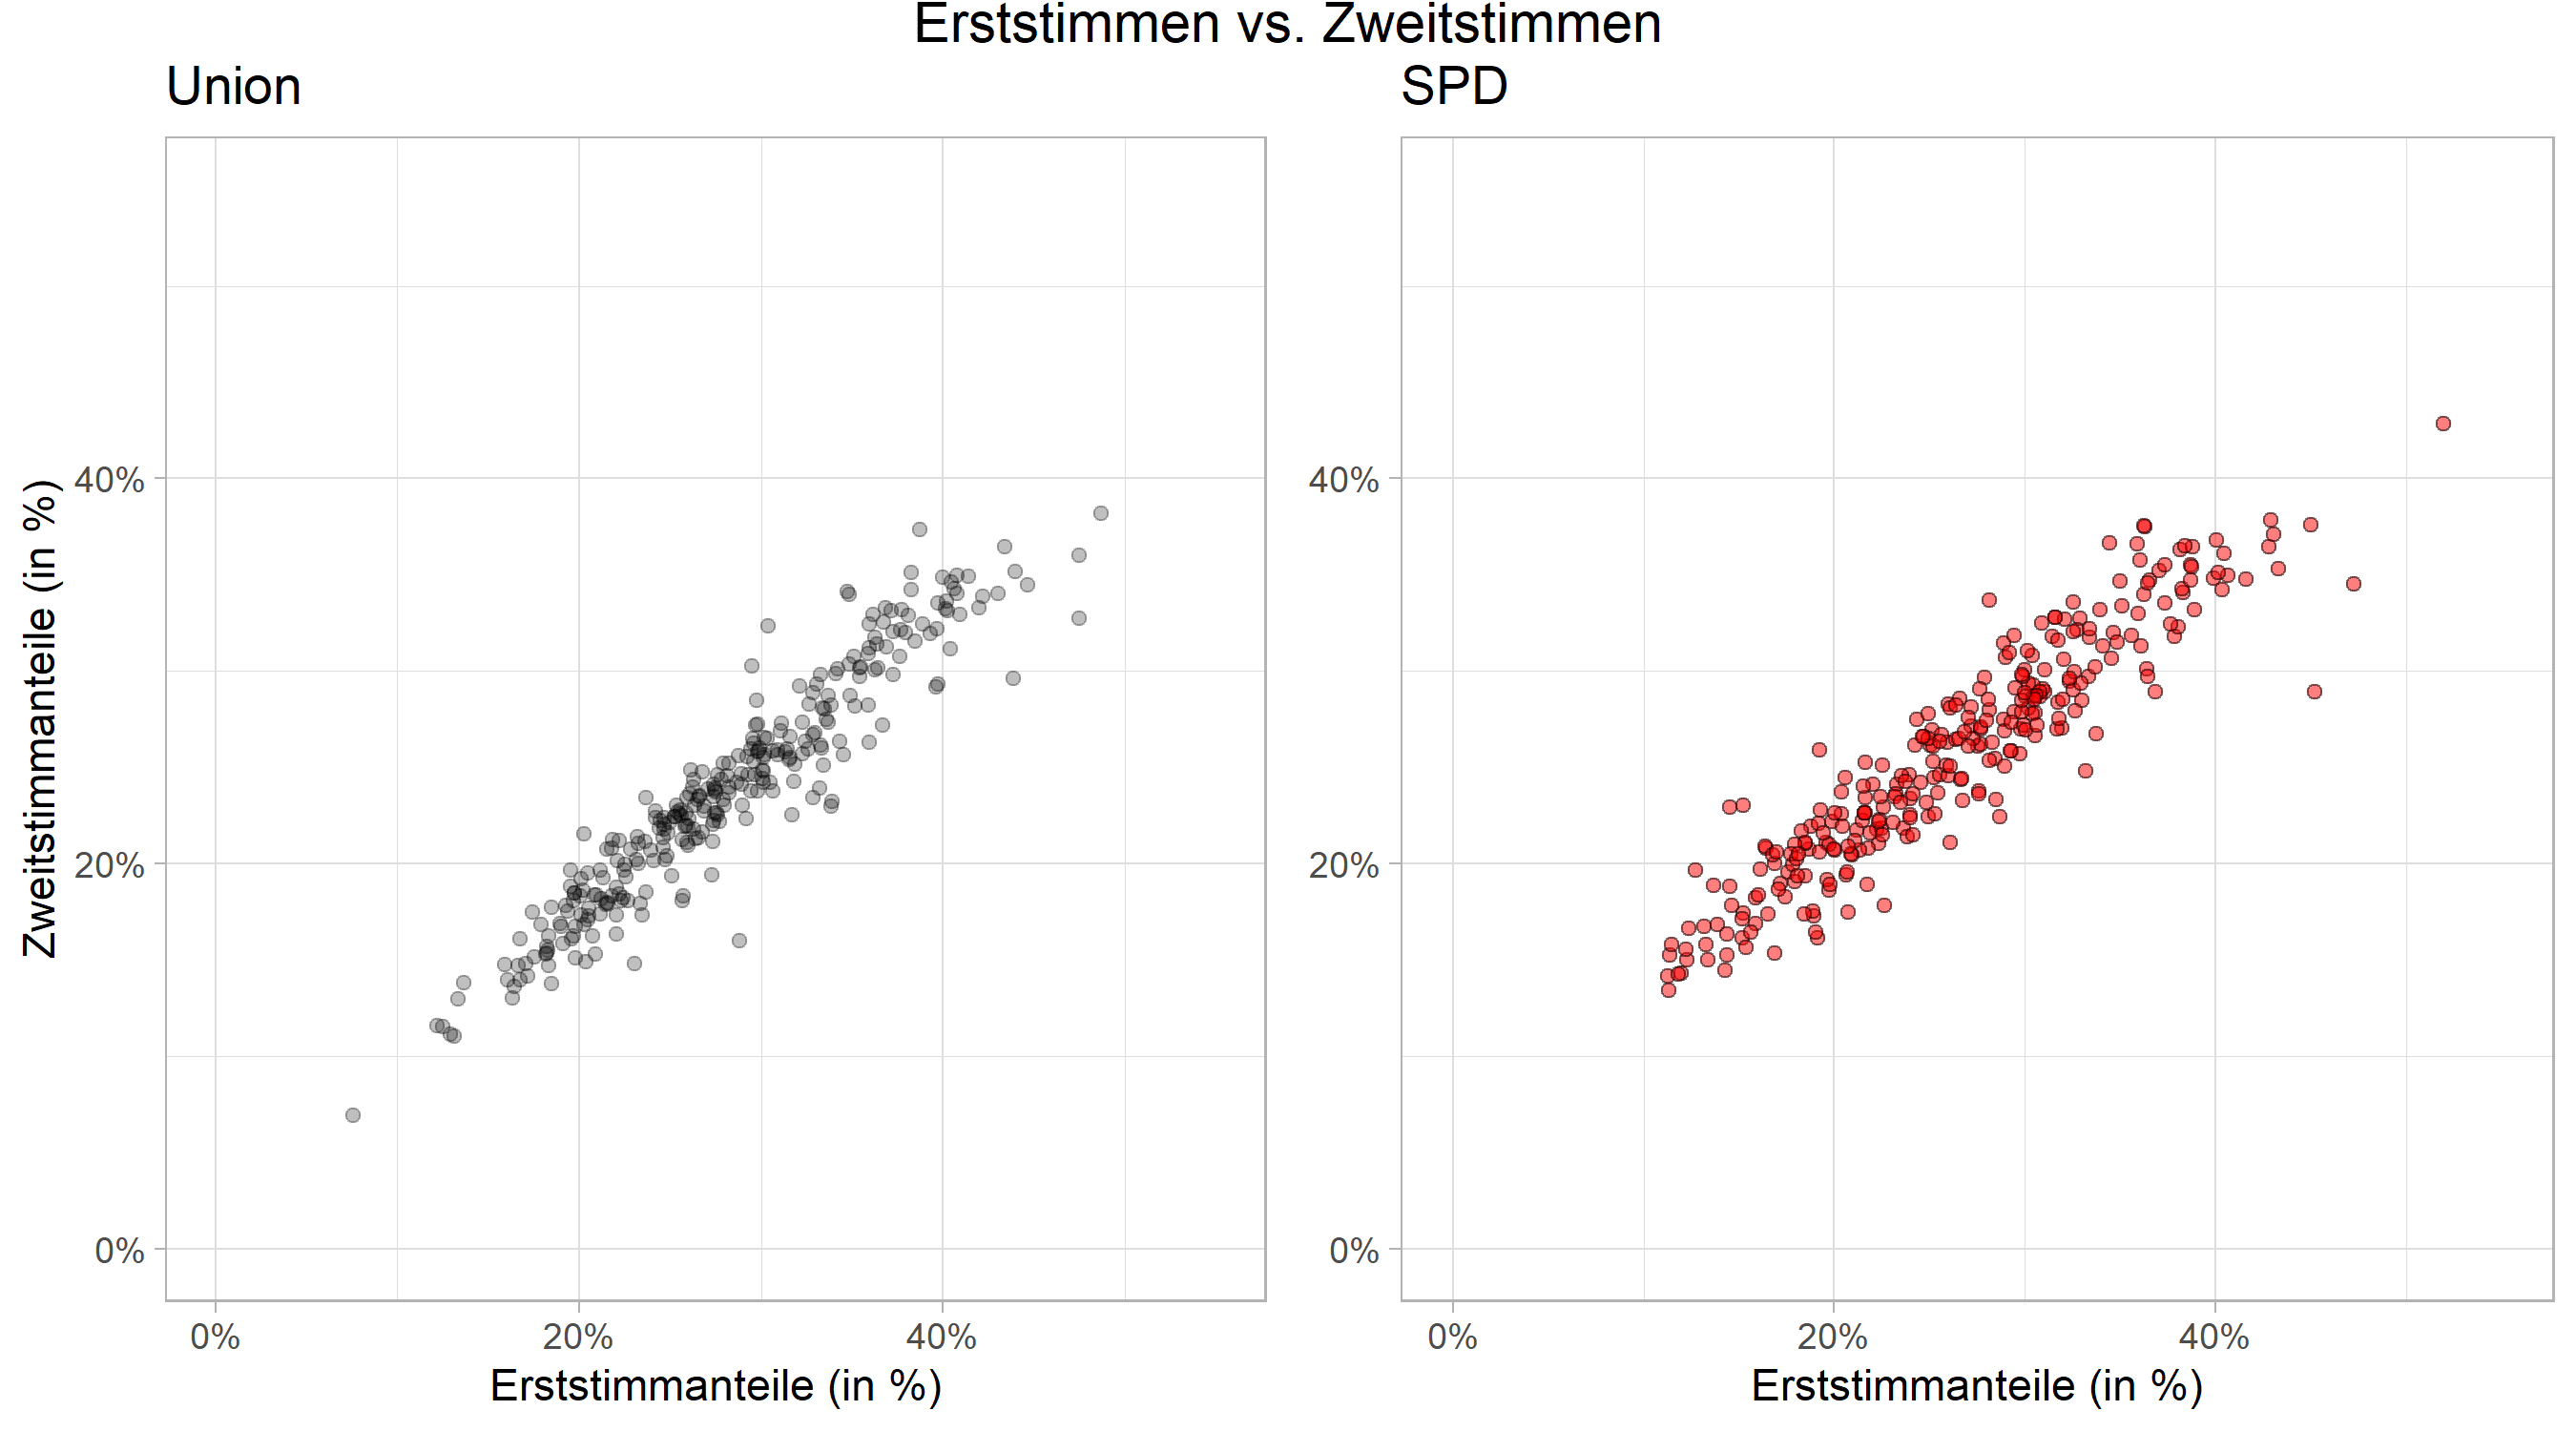 Erststimmen vs. Zweitstimmen
Union
SPD
Zweitstimmanteile (in %)
40%
20%
0%
0%
20%
40%
Erststimmanteile (in %)
40%
20%
0%
0%
20%
40%
Erststimmanteile (in %)